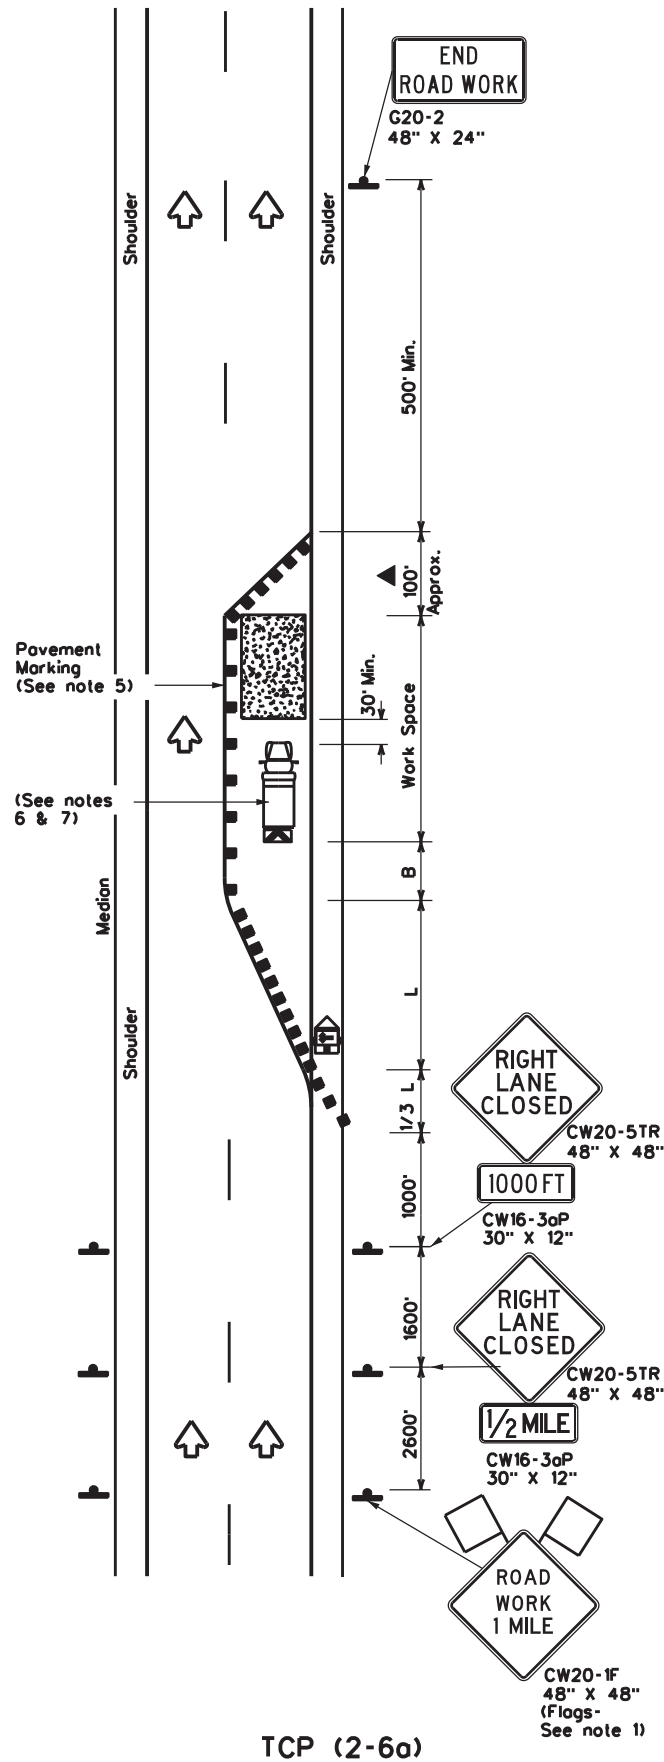 END
ROAD WORK
G20-2
48" X 24"
Shoulder
Shoulder
500' Min.
100'
Approx.
Pavement
Marking
(See note 5)
30' Min.
Work Space
(See notes
6 & 7)
B
Median
L
Shoulder
RIGHT
LANE
CLOSED
1/3 L
CW20-5TR
48" X 48"
1000 FT
1000'
CW16-3aP
30" X 12"
RIGHT
LANE
CLOSED
1600'
CW20-5TR
48" X 48"
1/2 MILE
2600'
CW16-3aP
30" X 12"
ROAD
WORK
1 MILE
CW20-1F
48" X 48"
(Flags-
See note 1)
TCP (2-6a)